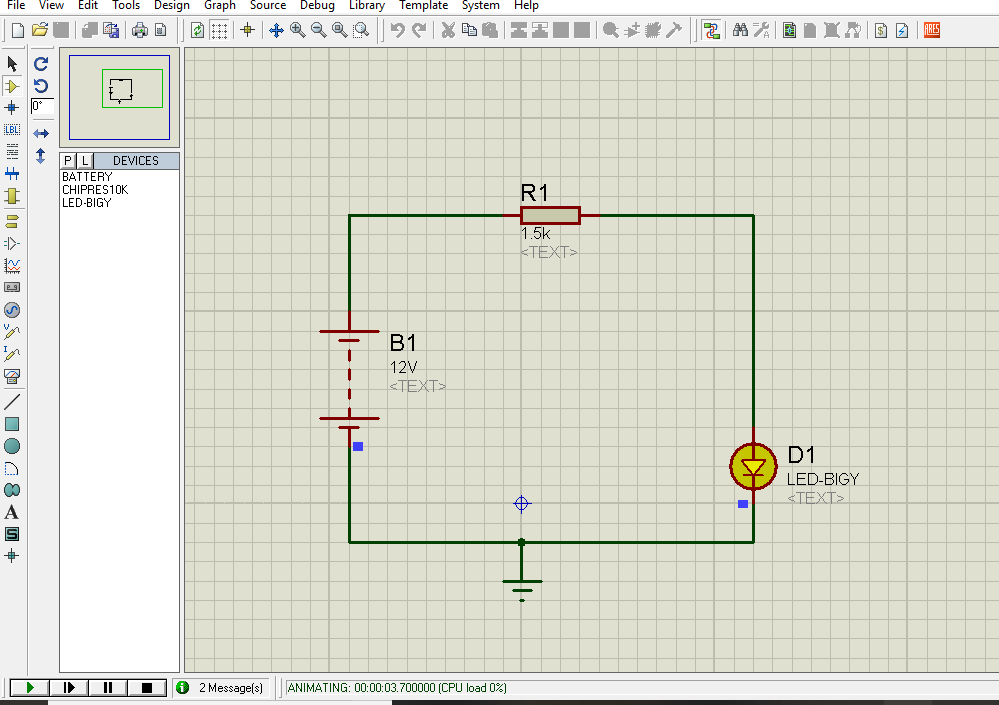 File View Edit Tools Design Graph Source Debug Library Template System Help
LBL
ARES
0°
P L DEVICES
BATTERY
CHIPRES10K
LED-BIGY
R1
1.5k
<TEXT>
B1
12V
<TEXT>
D1
LED-BIGY
<TEXT>
A
S
2 Message(s) ANIMATING: 00:00:03.700000 (CPU load 0%)